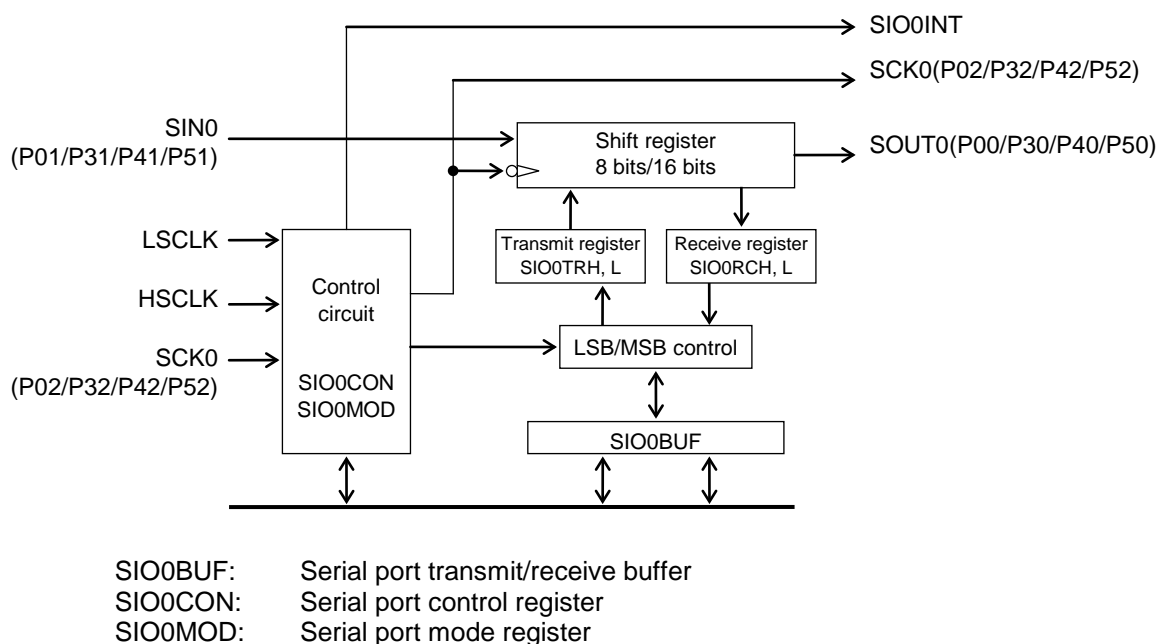 SIO0INT
SCK0(P02/P32/P42/P52)
SIN0
(P01/P31/P41/P51)
Shift register
8 bits/16 bits
SOUT0(P00/P30/P40/P50)
LSCLK
HSCLK
SCK0
(P02/P32/P42/P52)
Control
circuit
SIO0CON
SIO0MOD
Transmit register
SIO0TRH, L
Receive register
SIO0RCH, L
LSB/MSB control
SIO0BUF
SIO0BUF: Serial port transmit/receive buffer
SIO0CON: Serial port control register
SIO0MOD: Serial port mode register